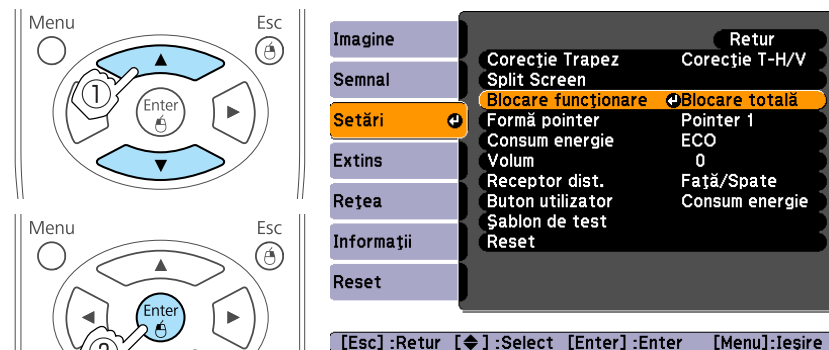 Menu
Esc
1
Enter
Menu
Esc
Enter
Imagine
Semnal
Setări
Extins
Reţea
Informaţii
Reset
Retur
Corecţie Trapez Corecţie T-H/V
Split Screen
Blocare funcţionare Blocare totală
Formă pointer Pointer 1
Consum energie ECO
Volum 0
Receptor dist. Faţă/Spate
Buton utilizator Consum energie
Şablon de test
Reset
[Esc] :Retur [◆] :Select [Enter] :Enter [Menu]:Ieşire